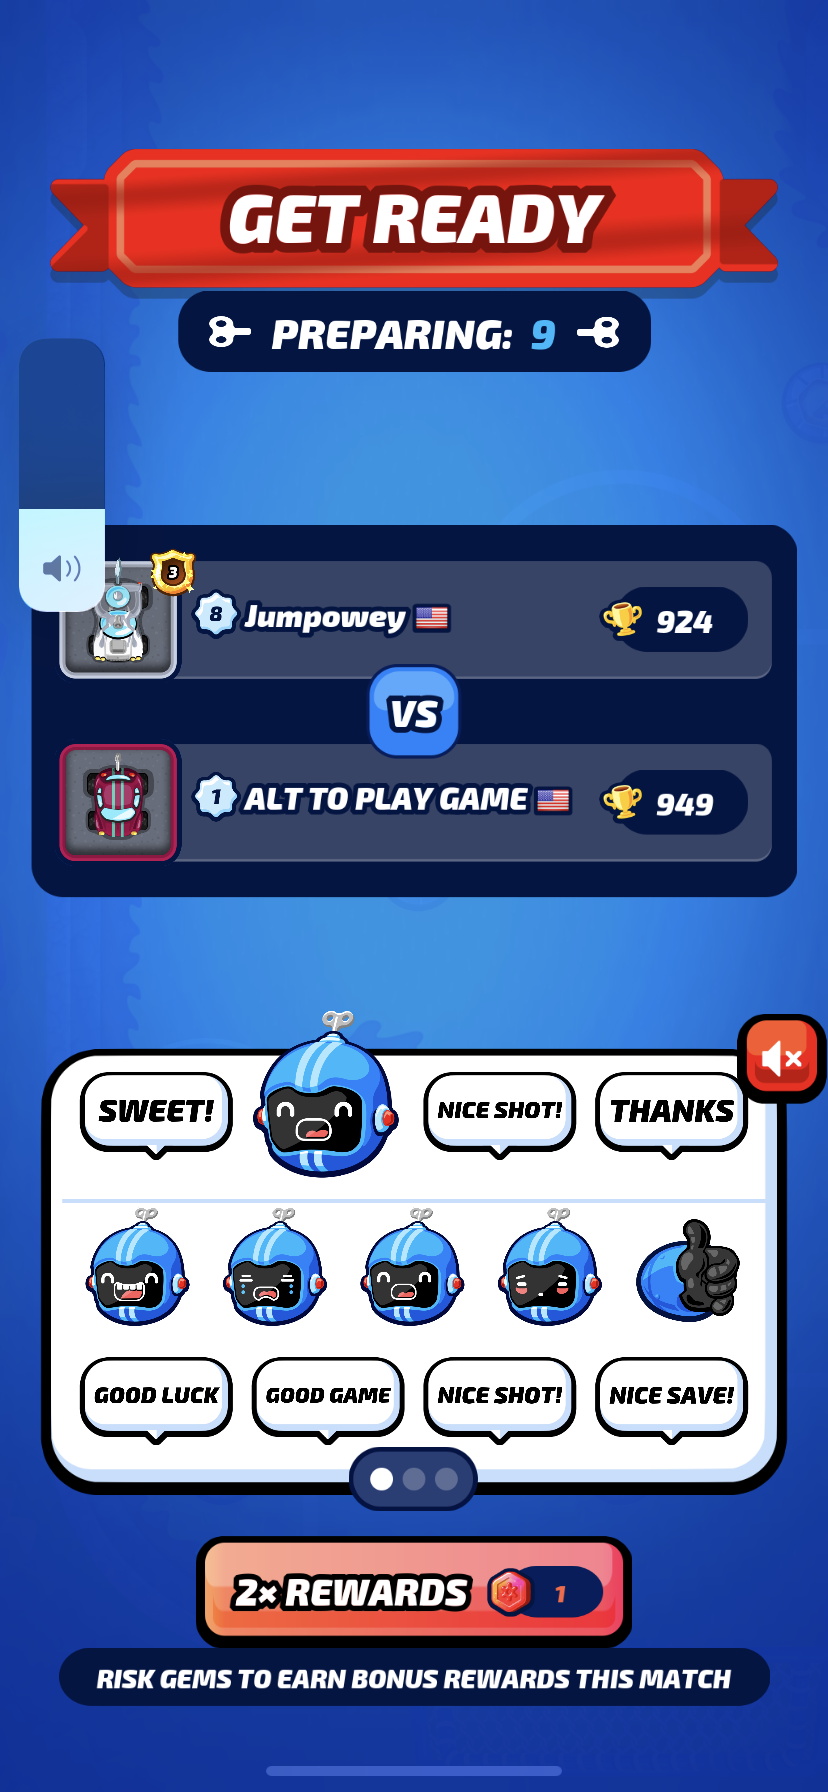 GET READY
PREPARING: 9
3
8 Jumpowey 924
VS
1 ALT TO PLAY GAME 949
SWEET! NICE SHOT! THANKS
GOOD LUCK GOOD GAME NICE SHOT! NICE SAVE!
2x REWARDS 1
RISK GEMS TO EARN BONUS REWARDS THIS MATCH